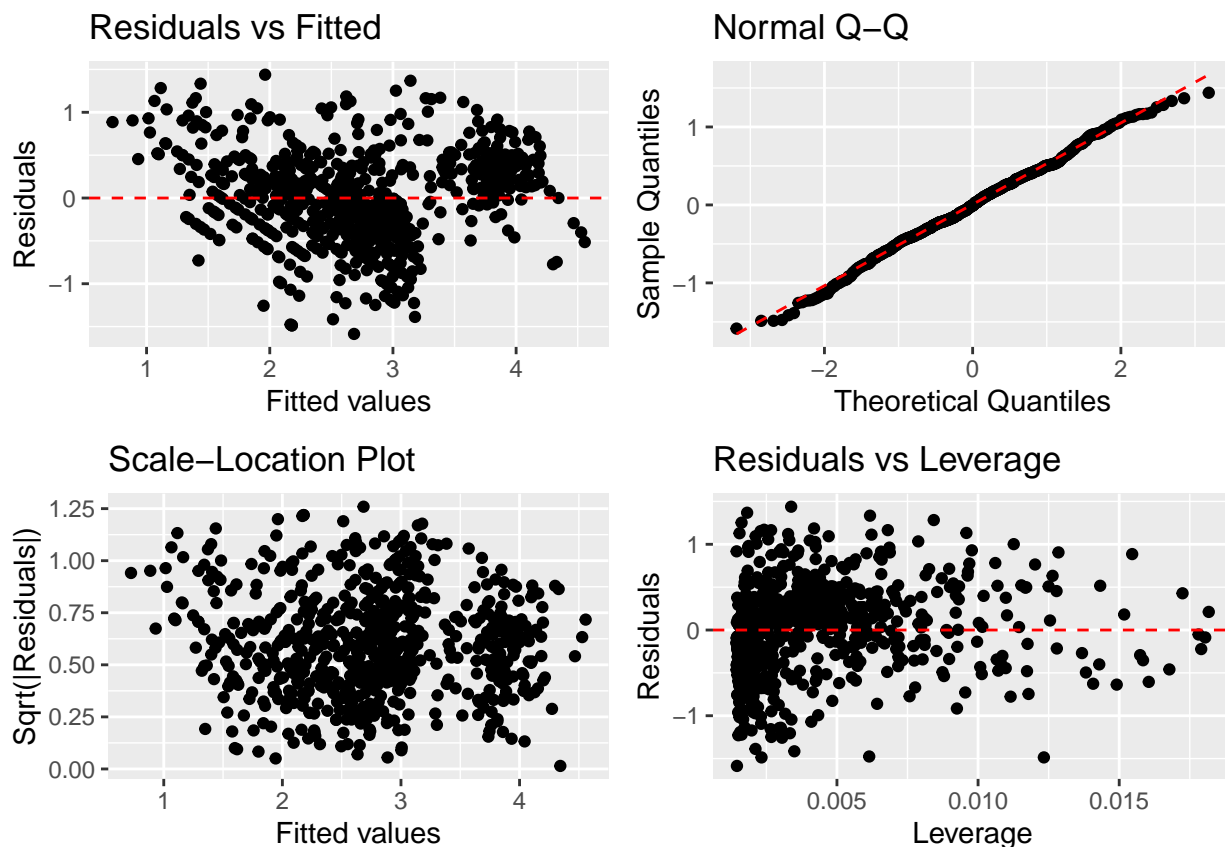 Residuals vs Fitted
1
0
−1
Residuals
1
2
3
4
Fitted values
Normal Q−Q
1
0
−1
Sample Quantiles
−2
0
2
Theoretical Quantiles
Scale−Location Plot
1.25
1.00
0.75
0.50
0.25
0.00
Sqrt(|Residuals|)
1
2
3
4
Fitted values
Residuals vs Leverage
1
0
−1
Residuals
0.005
0.010
0.015
Leverage